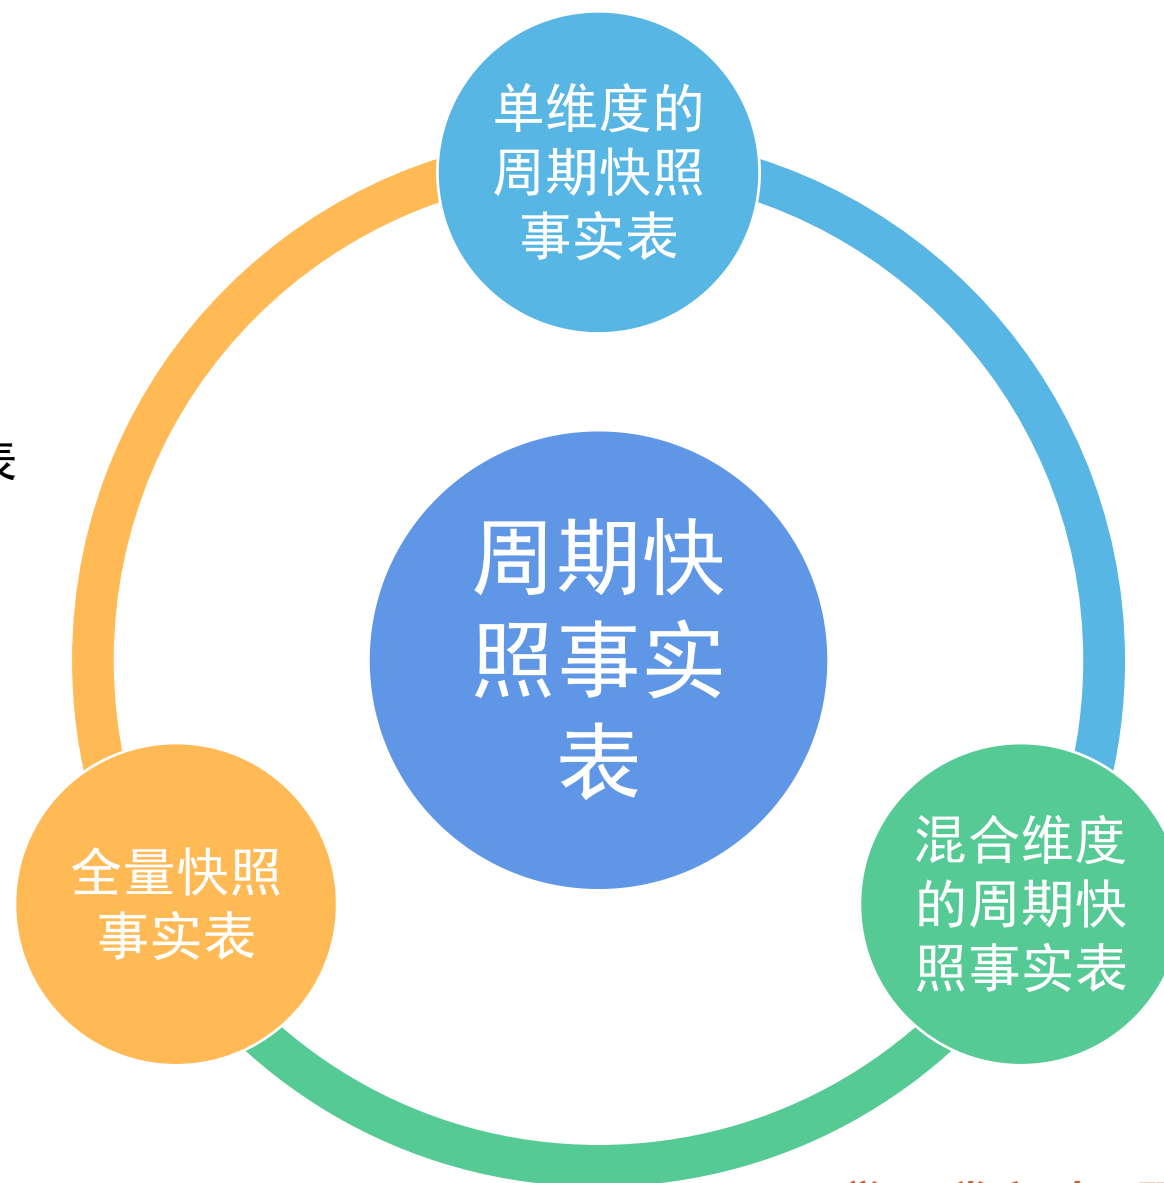 单维度的
周期快照
事实表
表
周期快
照事实
表
全量快照
事实表
混合维度
的周期快
照事实表